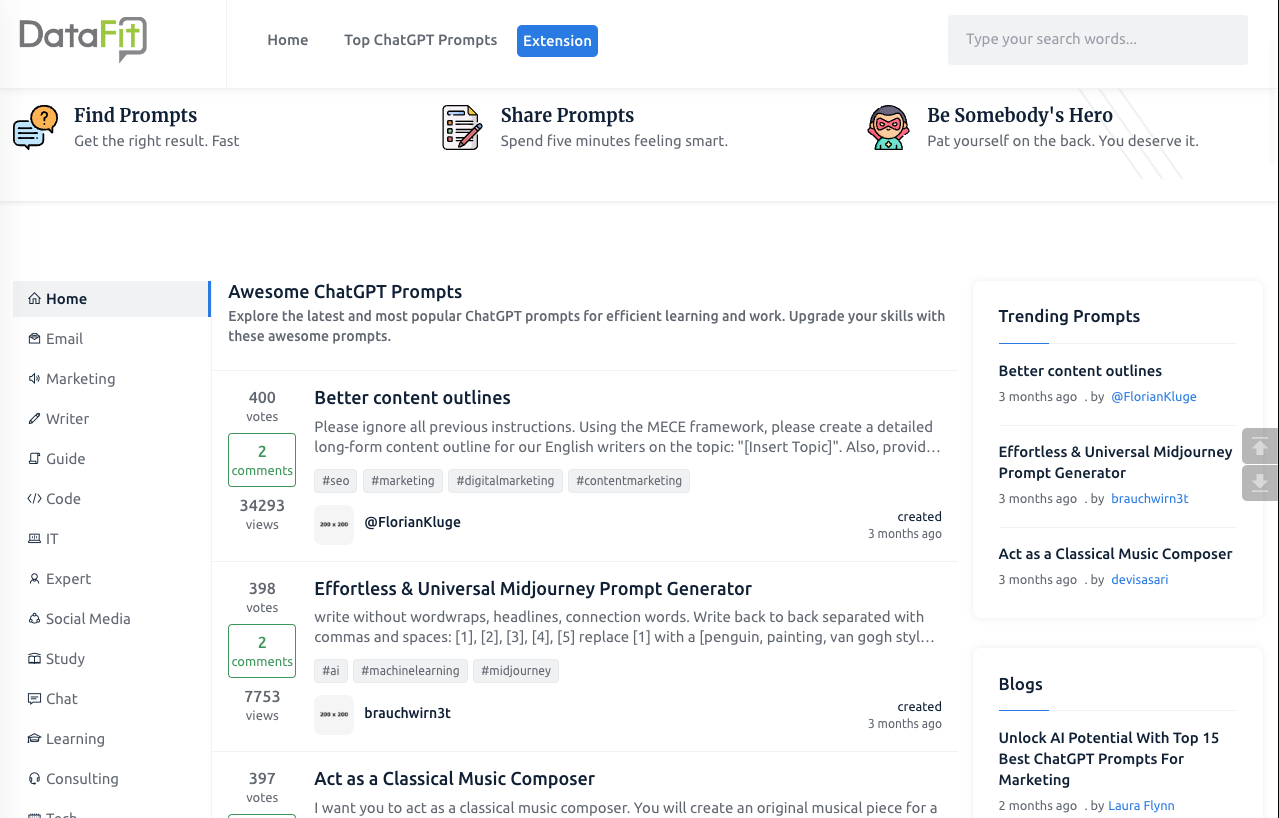 DataFit
Home
Top ChatGPT Prompts
Extension
Type your search words...
Find Prompts
Get the right result. Fast
Share Prompts
Spend five minutes feeling smart.
Be Somebody's Hero
Pat yourself on the back. You deserve it.
Home
Email
Marketing
Writer
Guide
Code
IT
Expert
Social Media
Study
Chat
Learning
Consulting
Tech
Awesome ChatGPT Prompts
Explore the latest and most popular ChatGPT prompts for efficient learning and work. Upgrade your skills with
these awesome prompts.
400
votes
2
comments
34293
views
Better content outlines
Please ignore all previous instructions. Using the MECE framework, please create a detailed
long-form content outline for our English writers on the topic: "[Insert Topic]". Also, provid...
#seo #marketing #digitalmarketing #contentmarketing
200 x 200
@FlorianKluge
created
3 months ago
398
votes
2
comments
7753
views
Effortless & Universal Midjourney Prompt Generator
write without wordwraps, headlines, connection words. Write back to back separated with
commas and spaces: [1], [2], [3], [4], [5] replace [1] with a [penguin, painting, van gogh styl...
#ai #machinelearning #midjourney
200 x 200
brauchwirn3t
created
3 months ago
397
votes
Act as a Classical Music Composer
I want you to act as a classical music composer. You will create an original musical piece for a
Trending Prompts
Better content outlines
3 months ago . by @FlorianKluge
Effortless & Universal Midjourney
Prompt Generator
3 months ago . by brauchwirn3t
Act as a Classical Music Composer
3 months ago . by devisasari
Blogs
Unlock AI Potential With Top 15
Best ChatGPT Prompts For
Marketing
2 months ago . by Laura Flynn